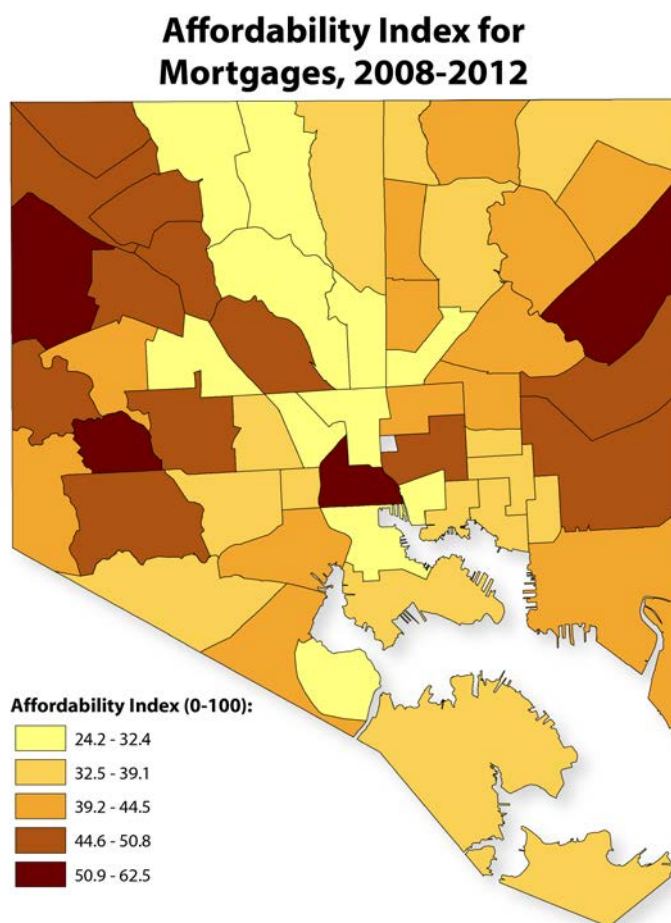 Affordability Index for
Mortgages, 2008-2012
Affordability Index (0-100):
24.2 - 32.4
32.5 - 39.1
39.2 - 44.5
44.6 - 50.8
50.9 - 62.5